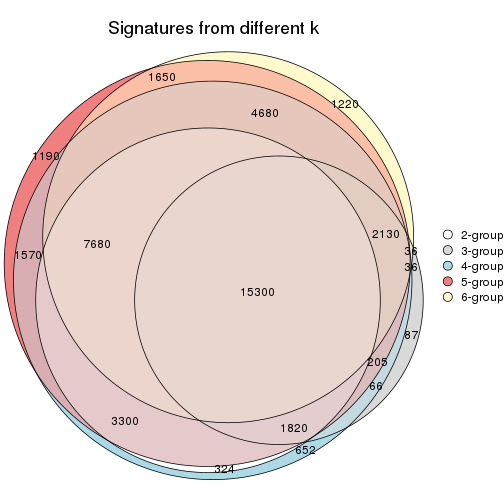 Signatures from different k
1650
1220
4680
1190
2130
7680
36
1570
36
15300
87
205
66
3300
1820
652
324
2-group
3-group
4-group
5-group
6-group